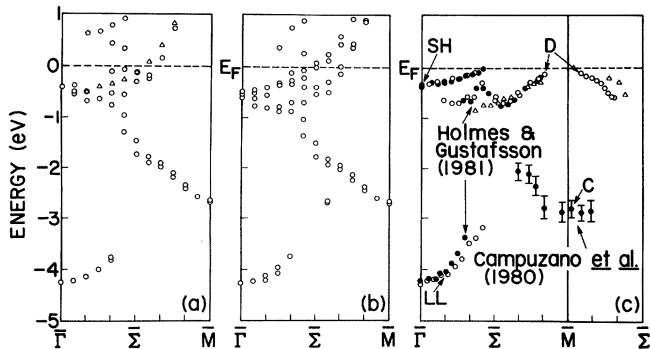 1
0
-1
-2
-3
-4
-5
ENERGY (eV)
E_F
E_F
SH
D
Holmes &
Gustafsson
(1981)
C
Campuzano et al.
(1980)
LL
(a)
(b)
(c)
Γ̅ Σ̅ M̅
Γ̅ Σ̅ M̅
Γ̅ Σ̅ M̅ Σ̅